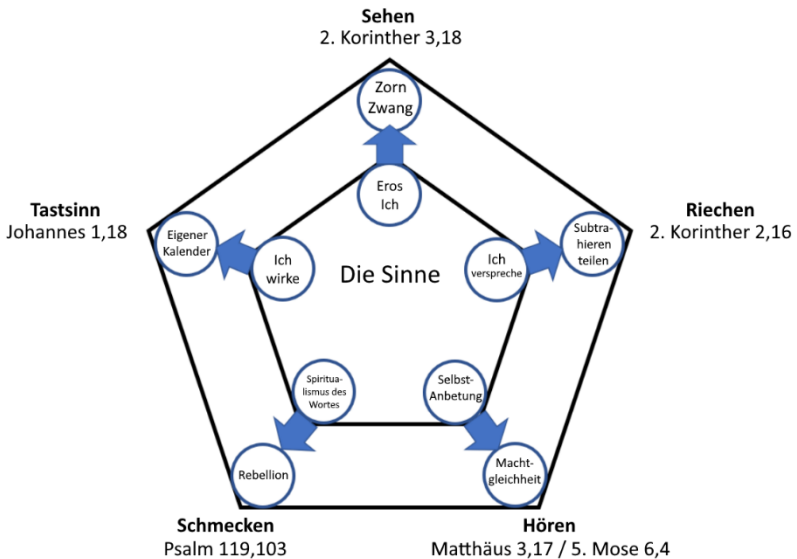 Sehen
2. Korinther 3,18
Zorn
Zwang
Eros
Ich
Tastsinn
Johannes 1,18
Eigener
Kalender
Ich
wirke
Die Sinne
Ich
verspreche
Subtra-
hieren
teilen
Riechen
2. Korinther 2,16
Spiritua-
lismus des
Wortes
Selbst-
Anbetung
Rebellion
Macht-
gleichheit
Schmecken
Psalm 119,103
Hören
Matthäus 3,17 / 5. Mose 6,4